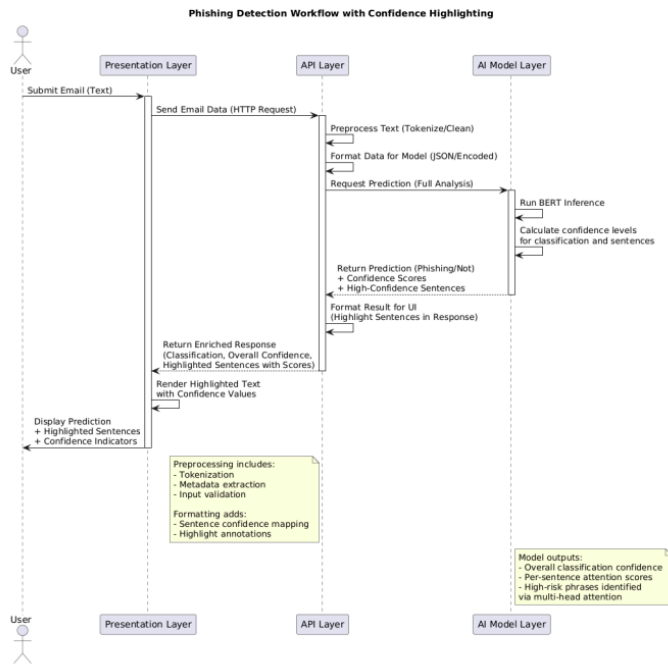 Phishing Detection Workflow with Confidence Highlighting
User
Presentation Layer
API Layer
AI Model Layer
Submit Email (Text)
Send Email Data (HTTP Request)
Preprocess Text (Tokenize/Clean)
Format Data for Model (JSON/Encoded)
Request Prediction (Full Analysis)
Run BERT Inference
Calculate confidence levels
for classification and sentences
Return Prediction (Phishing/Not)
+ Confidence Scores
+ High-Confidence Sentences
Format Result for UI
(Highlight Sentences in Response)
Return Enriched Response
(Classification, Overall Confidence,
Highlighted Sentences with Scores)
Render Highlighted Text
with Confidence Values
Display Prediction
+ Highlighted Sentences
+ Confidence Indicators
Preprocessing includes:
- Tokenization
- Metadata extraction
- Input validation
Formatting adds:
- Sentence confidence mapping
- Highlight annotations
Model outputs:
- Overall classification confidence
- Per-sentence attention scores
- High-risk phrases identified
via multi-head attention
User
Presentation Layer
API Layer
AI Model Layer